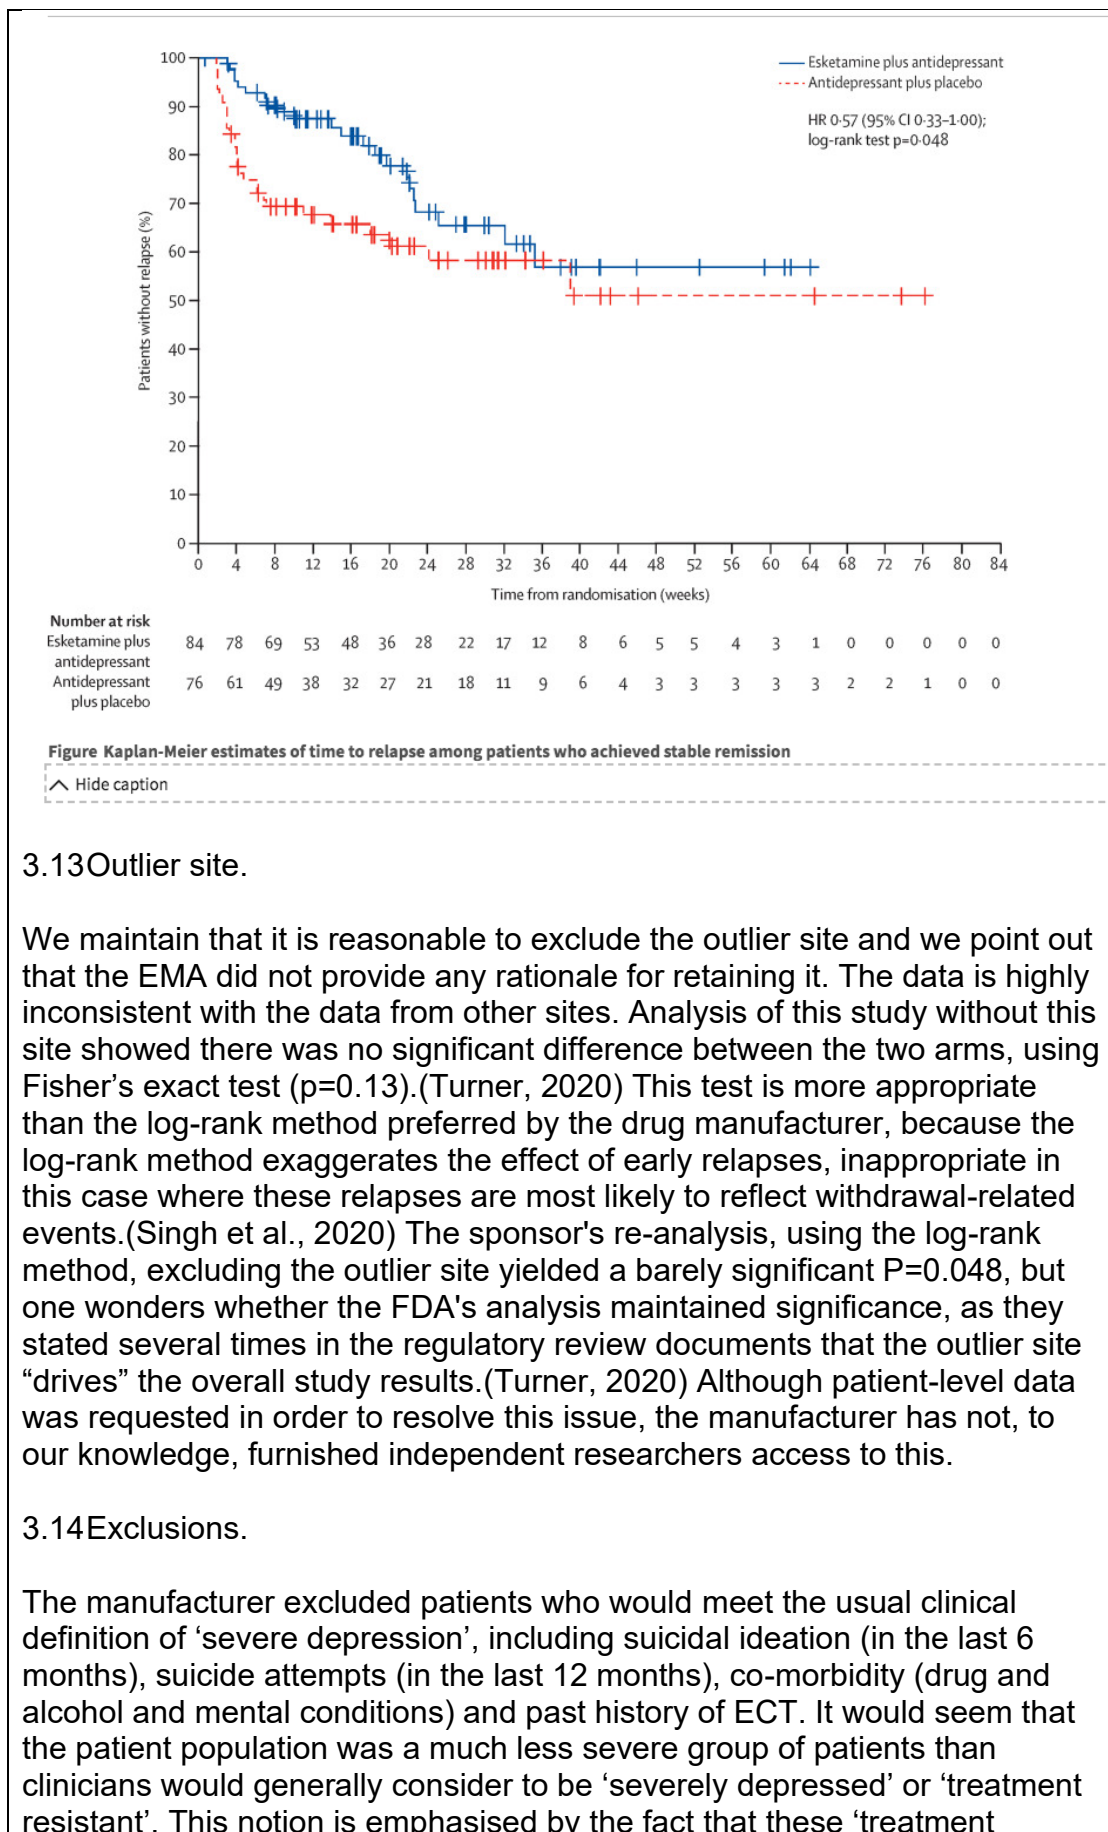 100
90
80
70
60
50
40
30
20
10
0
Patients without relapse (%)
Esketamine plus antidepressant
Antidepressant plus placebo
HR 0·57 (95% CI 0·33–1·00);
log-rank test p=0·048
0 4 8 12 16 20 24 28 32 36 40 44 48 52 56 60 64 68 72 76 80 84
Time from randomisation (weeks)
Number at risk
Esketamine plus 84 78 69 53 48 36 28 22 17 12 8 6 5 5 4 3 1 0 0 0 0 0
antidepressant
Antidepressant 76 61 49 38 32 27 21 18 11 9 6 4 3 3 3 3 3 2 2 1 0 0
plus placebo
Figure Kaplan-Meier estimates of time to relapse among patients who achieved stable remission
Hide caption
3.13Outlier site.
We maintain that it is reasonable to exclude the outlier site and we point out
that the EMA did not provide any rationale for retaining it. The data is highly
inconsistent with the data from other sites. Analysis of this study without this
site showed there was no significant difference between the two arms, using
Fisher’s exact test (p=0.13).(Turner, 2020) This test is more appropriate
than the log-rank method preferred by the drug manufacturer, because the
log-rank method exaggerates the effect of early relapses, inappropriate in
this case where these relapses are most likely to reflect withdrawal-related
events.(Singh et al., 2020) The sponsor's re-analysis, using the log-rank
method, excluding the outlier site yielded a barely significant P=0.048, but
one wonders whether the FDA's analysis maintained significance, as they
stated several times in the regulatory review documents that the outlier site
“drives” the overall study results.(Turner, 2020) Although patient-level data
was requested in order to resolve this issue, the manufacturer has not, to
our knowledge, furnished independent researchers access to this.
3.14Exclusions.
The manufacturer excluded patients who would meet the usual clinical
definition of ‘severe depression’, including suicidal ideation (in the last 6
months), suicide attempts (in the last 12 months), co-morbidity (drug and
alcohol and mental conditions) and past history of ECT. It would seem that
the patient population was a much less severe group of patients than
clinicians would generally consider to be ‘severely depressed’ or ‘treatment
resistant’. This notion is emphasised by the fact that these ‘treatment